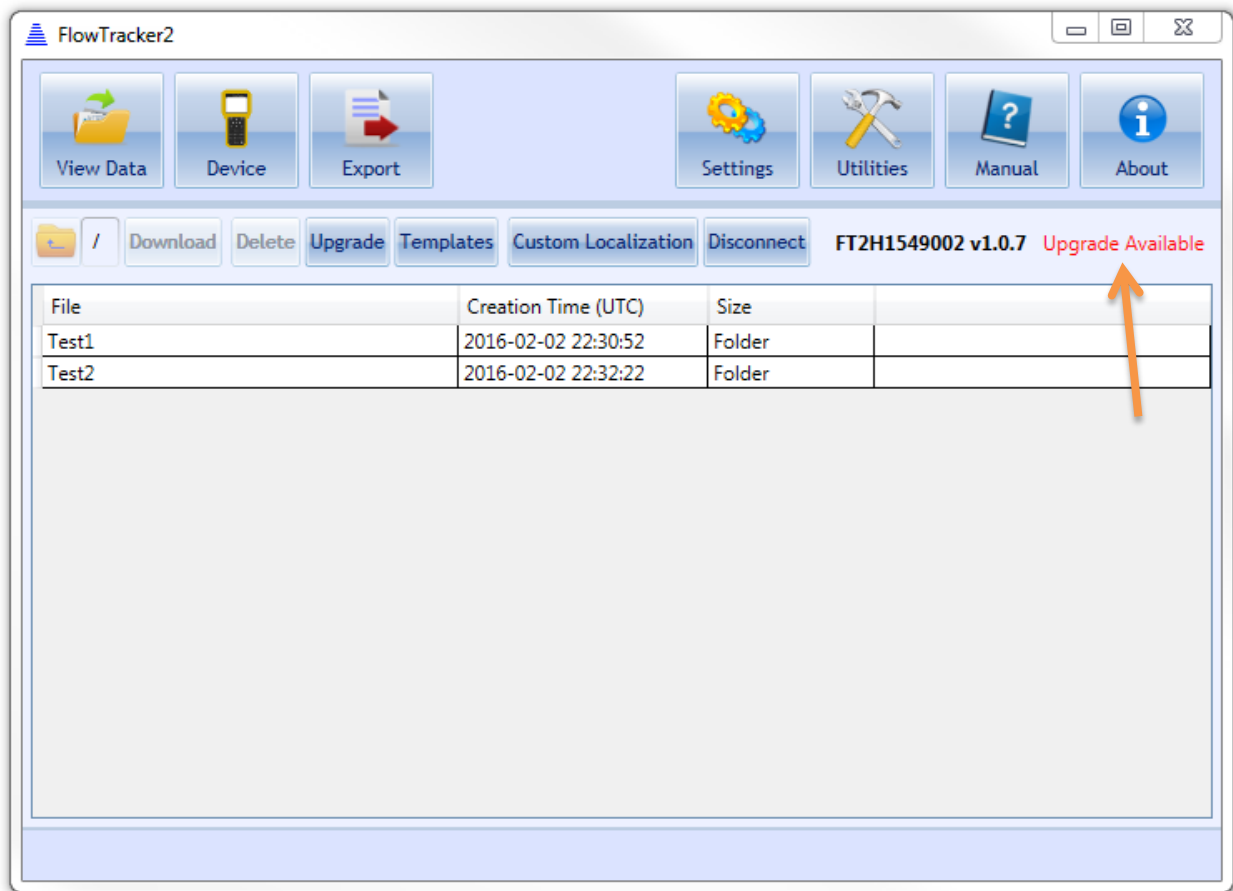 FlowTracker2
View Data Device Export Settings Utilities Manual About
/ Download Delete Upgrade Templates Custom Localization Disconnect FT2H1549002 v1.0.7 Upgrade Available
File Creation Time (UTC) Size
Test1 2016-02-02 22:30:52 Folder
Test2 2016-02-02 22:32:22 Folder